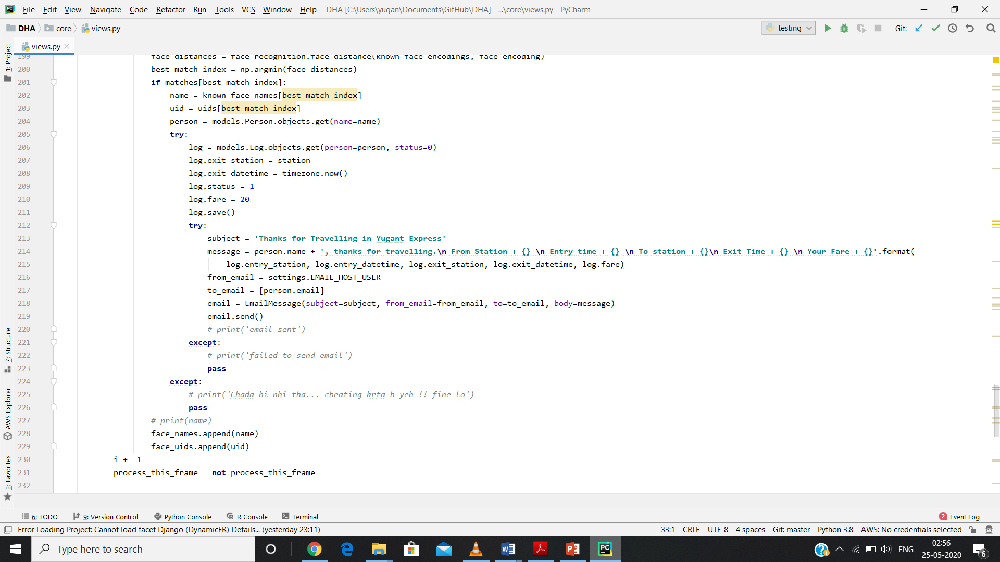 File Edit View Navigate Code Refactor Run Tools VCS Window Help DHA [C:\Users\yugan\Documents\GitHub\DHA] - ...\core\views.py - PyCharm
DHA core views.py testing Git:
views.py
1: Project
7: Structure
AWS Explorer
2: Favorites
199 face_distances = face_recognition.face_distance(known_face_encodings, face_encoding)
200 best_match_index = np.argmin(face_distances)
201 if matches[best_match_index]:
202 name = known_face_names[best_match_index]
203 uid = uids[best_match_index]
204 person = models.Person.objects.get(name=name)
205 try:
206 log = models.Log.objects.get(person=person, status=0)
207 log.exit_station = station
208 log.exit_datetime = timezone.now()
209 log.status = 1
210 log.fare = 20
211 log.save()
212 try:
213 subject = 'Thanks for Travelling in Yugant Express'
214 message = person.name + ', thanks for travelling.\n From Station : {} \n Entry time : {} \n To station : {}\n Exit Time : {} \n Your Fare : {}'.format(
215 log.entry_station, log.entry_datetime, log.exit_station, log.exit_datetime, log.fare)
216 from_email = settings.EMAIL_HOST_USER
217 to_email = [person.email]
218 email = EmailMessage(subject=subject, from_email=from_email, to=to_email, body=message)
219 email.send()
220 # print('email sent')
221 except:
222 # print('failed to send email')
223 pass
224 except:
225 # print('Chada hi nhi tha... cheating krta h yeh !! fine lo')
226 pass
227 # print(name)
228 face_names.append(name)
229 face_uids.append(uid)
230 i += 1
231 process_this_frame = not process_this_frame
232
6: TODO 9: Version Control Python Console R Console Terminal 2 Event Log
Error Loading Project: Cannot load facet Django (DynamicFR) Details... (yesterday 23:11) 33:1 CRLF UTF-8 4 spaces Git: master Python 3.8 AWS: No credentials selected
Type here to search ENG 02:56
25-05-2020 6